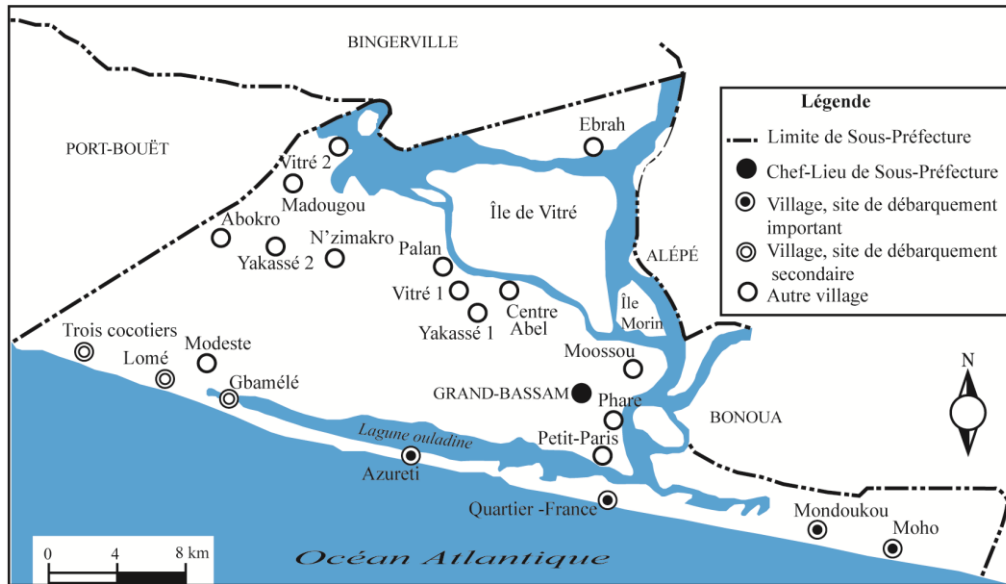 BINGERVILLE
PORT-BOUËT
Ebrah
Vitré 2
Madougou
Île de Vitré
Abokro
Yakassé 2
N’zimakro
Palan
ALÉPÉ
Vitré 1
Centre
Abel
Île
Morin
Yakassé 1
Trois cocotiers
Lomé
Modeste
Moossou
Gbamélé
GRAND-BASSAM
Phare
BONOUA
Lagune ouladine
Petit-Paris
Azureti
Quartier -France
Mondoukou
Moho
Océan Atlantique
0 4 8 km
N
Légende
Limite de Sous-Préfecture
Chef-Lieu de Sous-Préfecture
Village, site de débarquement
important
Village, site de débarquement
secondaire
Autre village